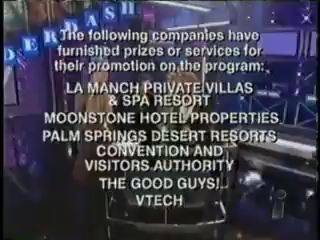 DERDASH
The following companies have
furnished prizes or services for
their promotion on the program:
LA MANCH PRIVATE VILLAS
& SPA RESORT
MOONSTONE HOTEL PROPERTIES
PALM SPRINGS DESERT RESORTS
CONVENTION AND
VISITORS AUTHORITY
THE GOOD GUYS!
VTECH